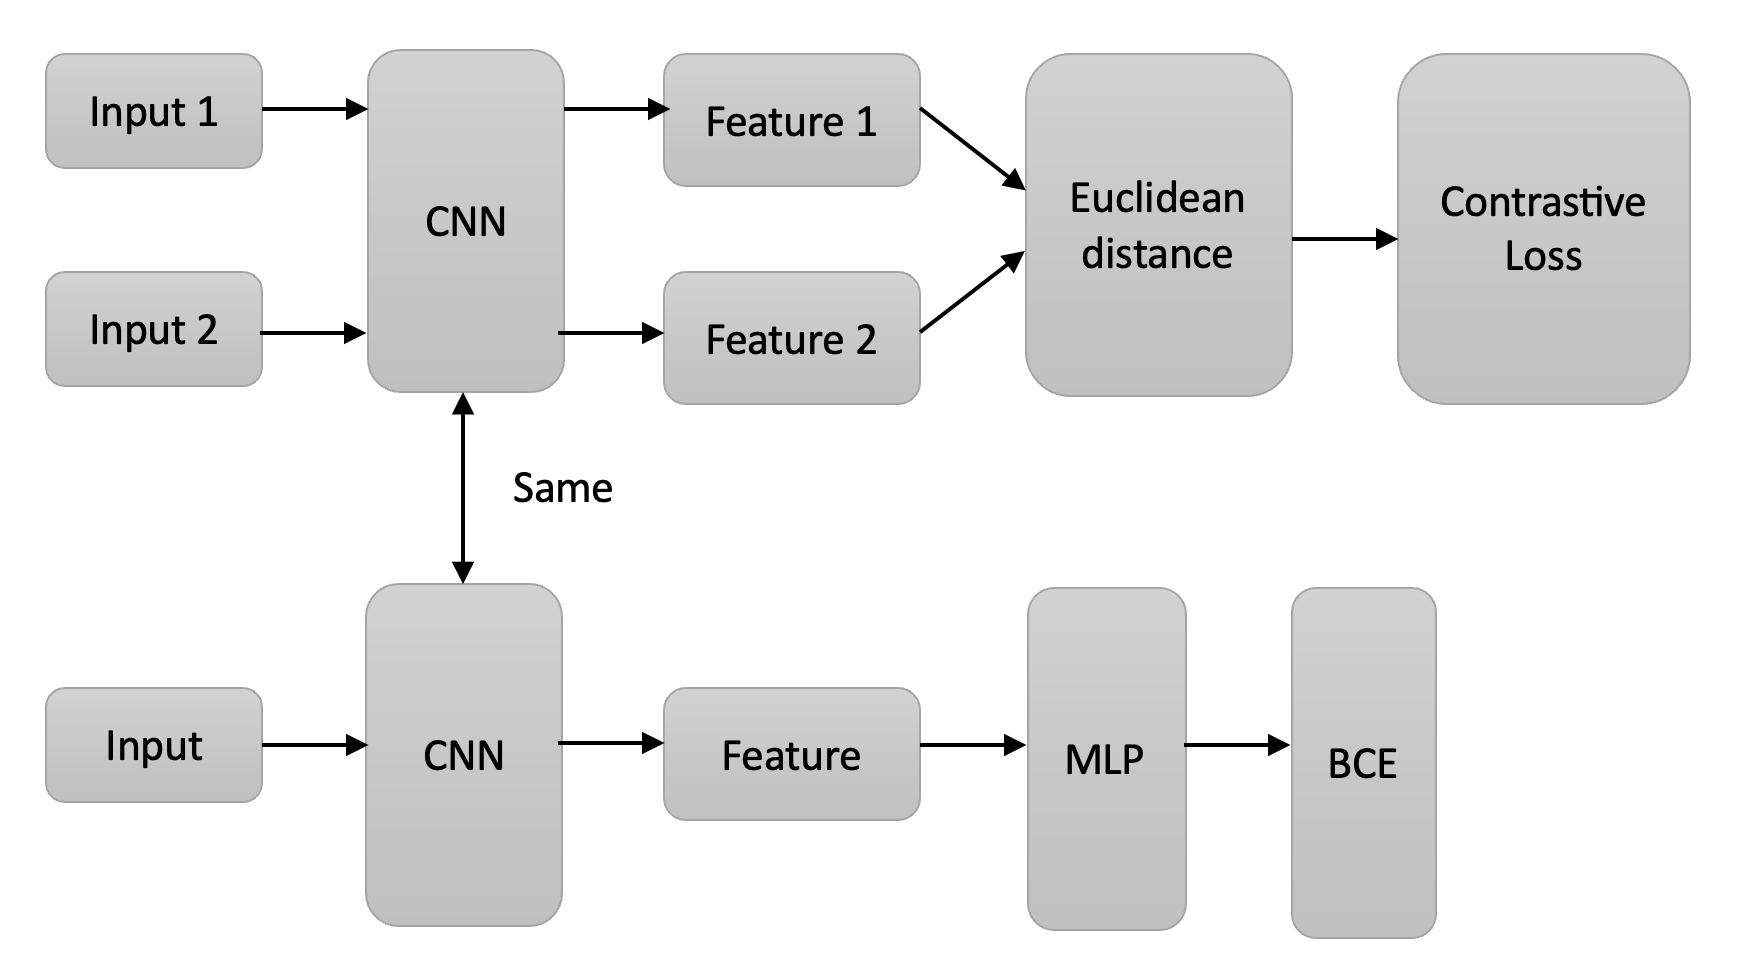 Input 1
CNN
Feature 1
Euclidean
distance
Contrastive
Loss
Input 2
Feature 2
Same
Input
CNN
Feature
MLP
BCE